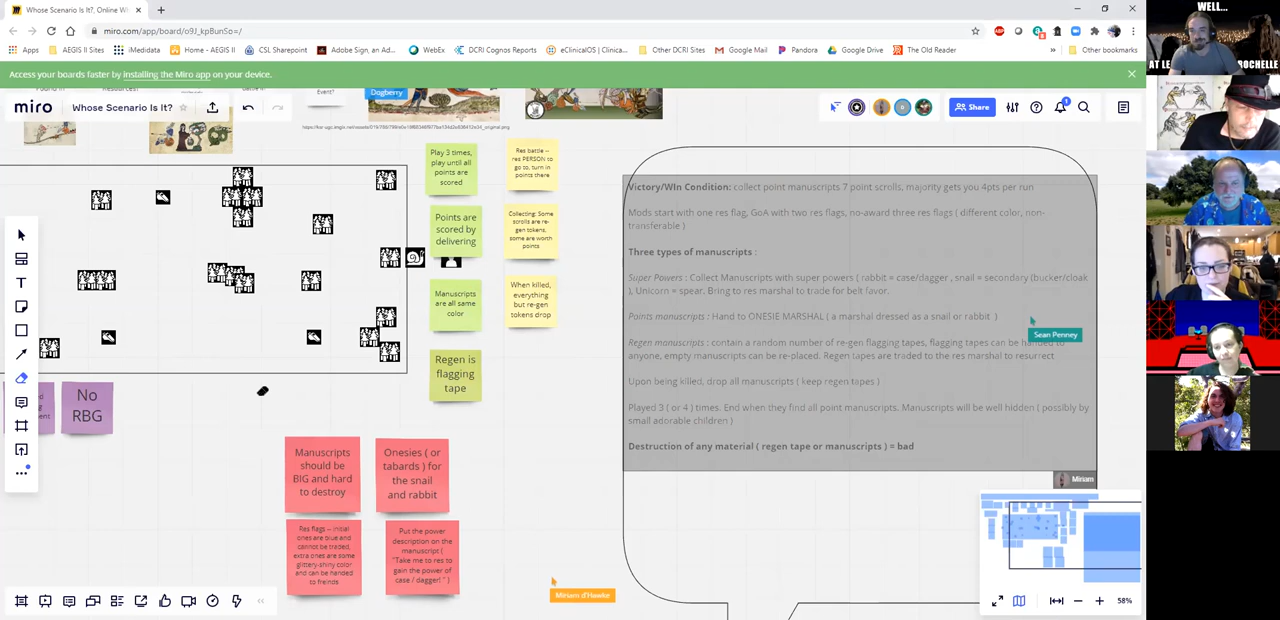 Whose Scenario Is It?, Online W
miro.com/app/board/o9J_kp8unSo=/
Apps
AEGIS II Sites
iMedidata
Home - AEGIS II
CSL Sharepoint
Adobe Sign, an Ad...
WebEx
DCRI Cognos Reports
eClinicalOS (Clinica...
Other DCRI Sites
Google Mail
Pandora
Google Drive
The Old Reader
»
Other bookmarks
Access your boards faster by installing the Miro app on your device.
miro
Whose Scenario Is It?
Event?
Dogberry
Share
Play 3 times,
play until all
points are
scored
Res battle --
res PERSON to
go to, turn in
points there
Points are
scored by
delivering
Collecting: Some
scrolls are re-
gen tokens,
some are worth
points
Manuscripts
are all same
color
When killed,
everything
but re-gen
tokens drop
Regen is
flagging
tape
No
RBG
Manuscripts
should be
BIG and hard
to destroy
Onesies ( or
tabards ) for
the snail
and rabbit
Res flegs -- initial
ones are true and
cannot be traded,
extra ones are some
glittery-shiny color
and can be handed
to freinds
Put the power
description on the
manuscript (
"Take me to res to
gain the power of
case / dagger! " )
Victory/WIn Condition: collect point manuscripts 7 point scrolls, majority gets you 4pts per run
Mods start with one res flag, GoA with two res flags, no-award three res flags ( different color, non-
transferable )
Three types of manuscripts :
Super Powers : Collect Manuscripts with super powers ( rabbit = case/dagger , snail = secondary (bucker/cloak
), Unicorn = spear. Bring to res marshal to trade for belt favor.
Points manuscripts : Hand to ONESIE MARSHAL ( a marshal dressed as a snail or rabbit )
Sean Penney
Regen manuscripts : contain a random number of re-gen flagging tapes, flagging tapes can be handed to
anyone, empty manuscripts can be re-placed. Regen tapes are traded to the res marshal to resurrect
Upon being killed, drop all manuscripts ( keep regen tapes )
Played 3 ( or 4 ) times. End when they find all point manuscripts. Manuscripts will be well hidden ( possibly by
small adorable children )
Destruction of any material ( regen tape or manuscripts ) = bad
Miriam
Miriam d'Hawke
58%
WELL...
AT LE
ROCHELLE